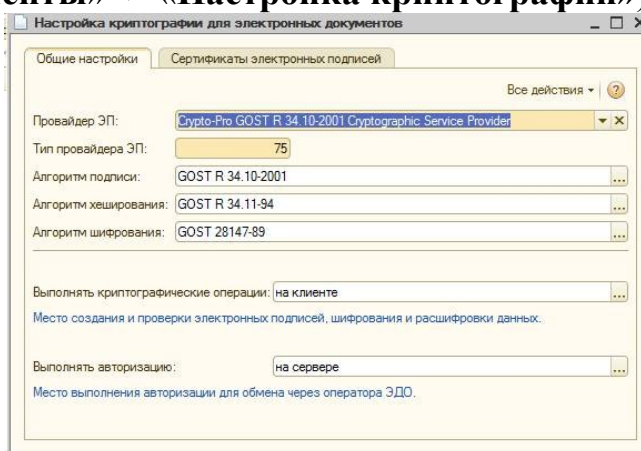 «Настройка криптографии»
Настройка криптографии для электронных документов
Общие настройки Сертификаты электронных подписей
Все действия
Провайдер ЭП: Crypto-Pro GOST R 34.10-2001 Cryptographic Service Provider
Тип провайдера ЭП: 75
Алгоритм подписи: GOST R 34.10-2001
Алгоритм хеширования: GOST R 34.11-94
Алгоритм шифрования: GOST 28147-89
Выполнять криптографические операции: на клиенте
Место создания и проверки электронных подписей, шифрования и расшифровки данных.
Выполнять авторизацию: на сервере
Место выполнения авторизации для обмена через оператора ЭДО.